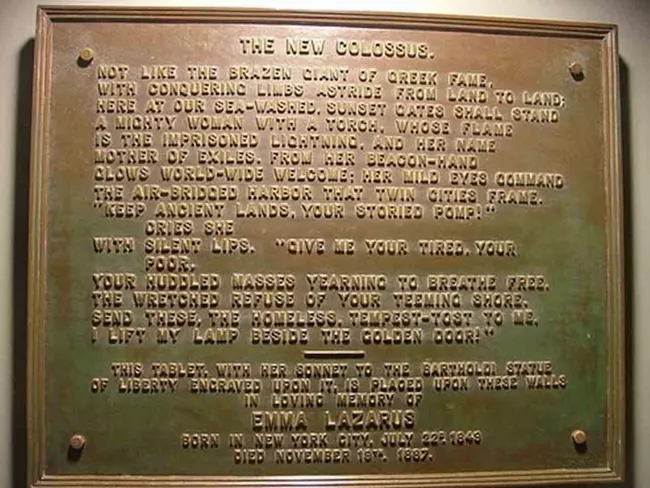 THE NEW COLOSSUS.
NOT LIKE THE BRAZEN GIANT OF GREEK FAME,
WITH CONQUERING LIMBS ASTRIDE FROM LAND TO LAND;
HERE AT OUR SEA-WASHED, SUNSET GATES SHALL STAND
A MIGHTY WOMAN WITH A TORCH, WHOSE FLAME
IS THE IMPRISONED LIGHTNING, AND HER NAME
MOTHER OF EXILES. FROM HER BEACON-HAND
GLOWS WORLD-WIDE WELCOME; HER MILD EYES COMMAND
THE AIR-BRIDGED HARBOR THAT TWIN CITIES FRAME.
"KEEP ANCIENT LANDS, YOUR STORIED POMP!"
CRIES SHE
WITH SILENT LIPS. "GIVE ME YOUR TIRED, YOUR
POOR,
YOUR HUDDLED MASSES YEARNING TO BREATHE FREE,
THE WRETCHED REFUSE OF YOUR TEEMING SHORE,
SEND THESE, THE HOMELESS, TEMPEST-TOST TO ME,
I LIFT MY LAMP BESIDE THE GOLDEN DOOR!"
THIS TABLET, WITH HER SONNET TO THE BARTHOLDI STATUE
OF LIBERTY ENGRAVED UPON IT, IS PLACED UPON THESE WALLS
IN LOVING MEMORY OF
EMMA LAZARUS
BORN IN NEW YORK CITY, JULY 22D, 1849
DIED NOVEMBER 19TH, 1887.